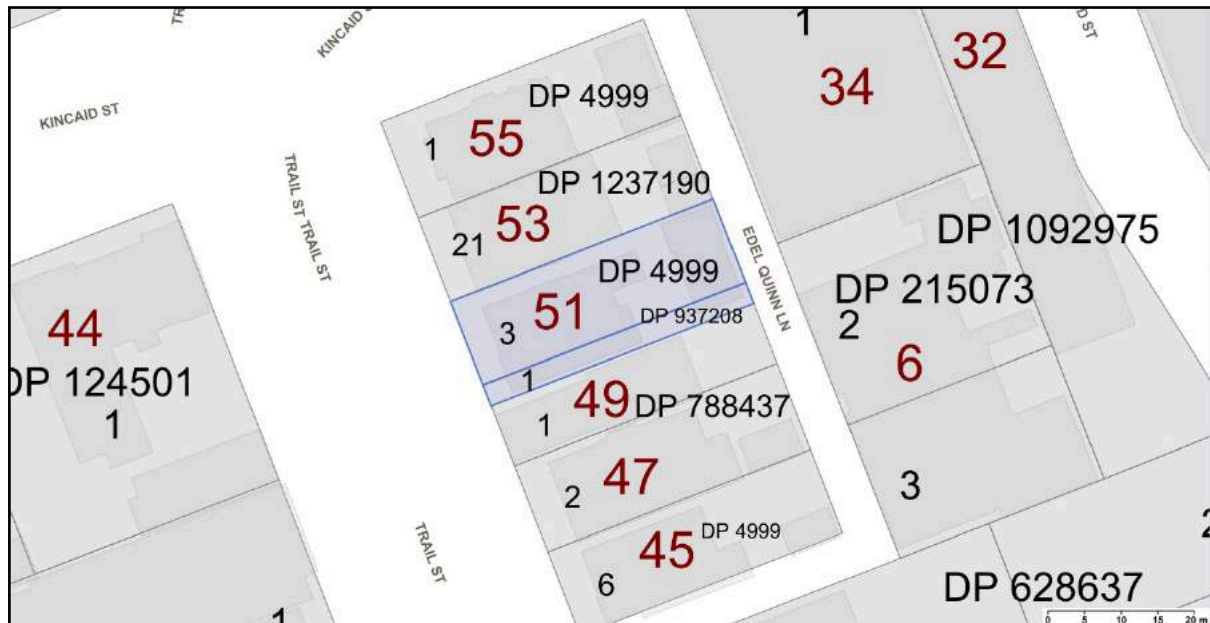 TR
KINCAID S
1
D ST
32
34
DP 4999
KINCAID ST
55
1
TRAIL ST TRAIL ST
DP 1237190
53
21
EDEL QUINN LN
DP 1092975
DP 4999
51
3
DP 937208
DP 215073
2
44
6
1
DP 124501
49
DP 788437
1
1
47
2
3
2
TRAIL ST
45
DP 4999
6
DP 628637
1
0 5 10 15 20 m